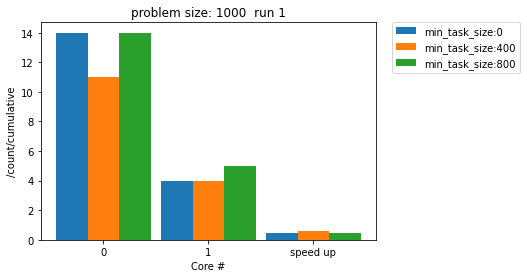 problem size: 1000  run 1
min_task_size:0
min_task_size:400
min_task_size:800
/count/cumulative
14
12
10
8
6
4
2
0
0 1 speed up
Core #